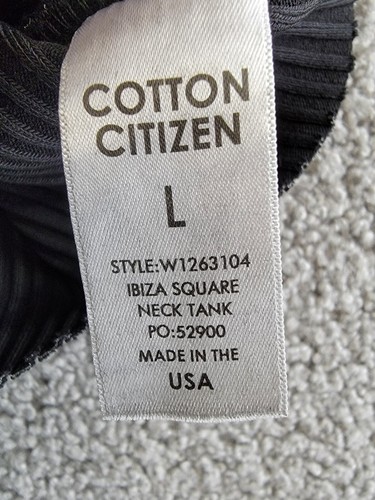 COTTON
CITIZEN
L
STYLE:W1263104
IBIZA SQUARE
NECK TANK
PO:52900
MADE IN THE
USA